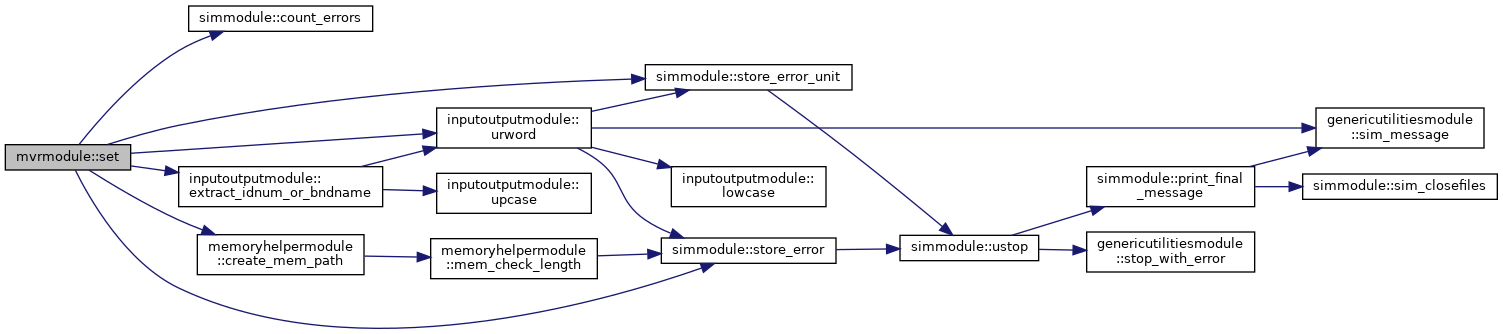 simmodule::count_errors
simmodule::store_error_unit
inputoutputmodule::
urword
genericutilitiesmodule
::sim_message
mvrmodule::set
inputoutputmodule::
extract_idnum_or_bndname
inputoutputmodule::
upcase
inputoutputmodule::
lowcase
simmodule::print_final
_message
simmodule::sim_closefiles
memoryhelpermodule
::create_mem_path
memoryhelpermodule
::mem_check_length
simmodule::store_error
simmodule::ustop
genericutilitiesmodule
::stop_with_error